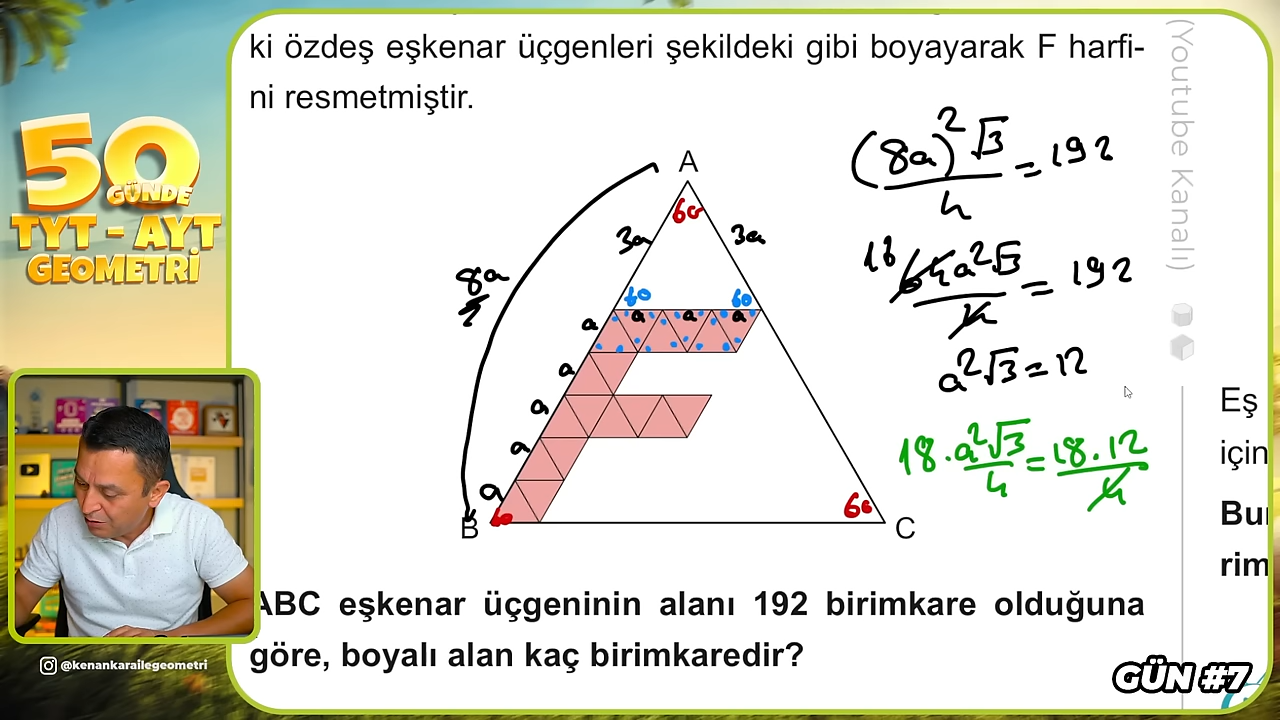 ki özdeş eşkenar üçgenleri şekildeki gibi boyayarak F harfi-
ni resmetmiştir.
50
GÜNDE
TYT - AYT
GEOMETRİ
(Youtube Kanalı)
A
60
3a
3a
8a
60
60
a
a
a
a
a
a
a
a
B
60
60
C
(8a)²√3 / 4 = 192
16 64a²√3 / 4 = 192
a²√3 = 12
18 · a²√3 / 4 = 18 · 12 / 4
ABC eşkenar üçgeninin alanı 192 birimkare olduğuna
göre, boyalı alan kaç birimkaredir?
Eş
için
rim
@kenankarailegeometri
GÜN #7